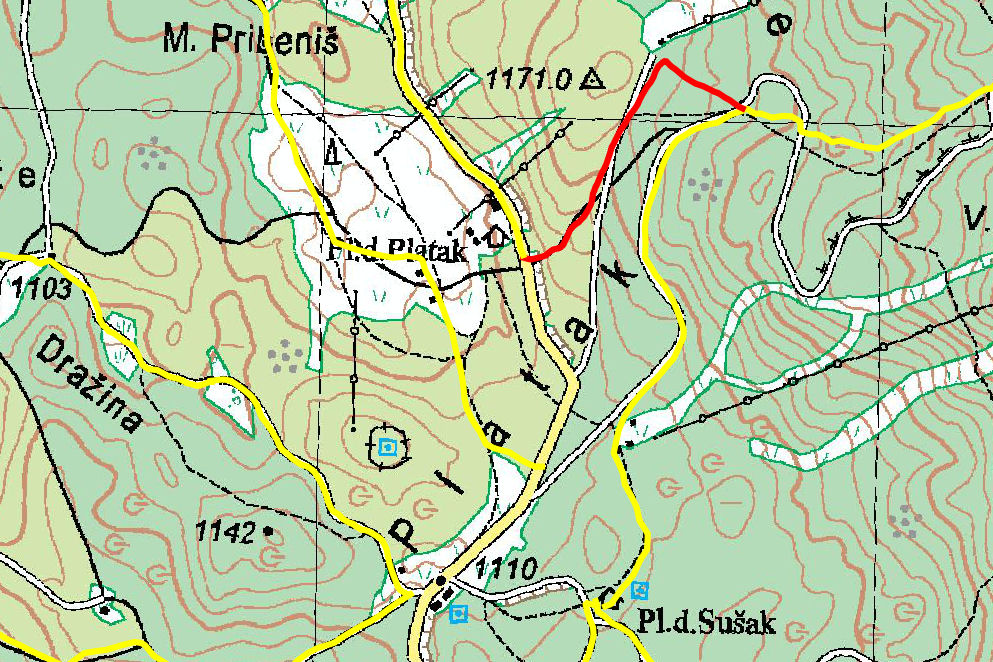 M. Pribeniš
1171.0
e
e
V.
Pl.d.Platak
1103
k
a
Dražina
a
l
P
1142
1110
Pl.d.Sušak